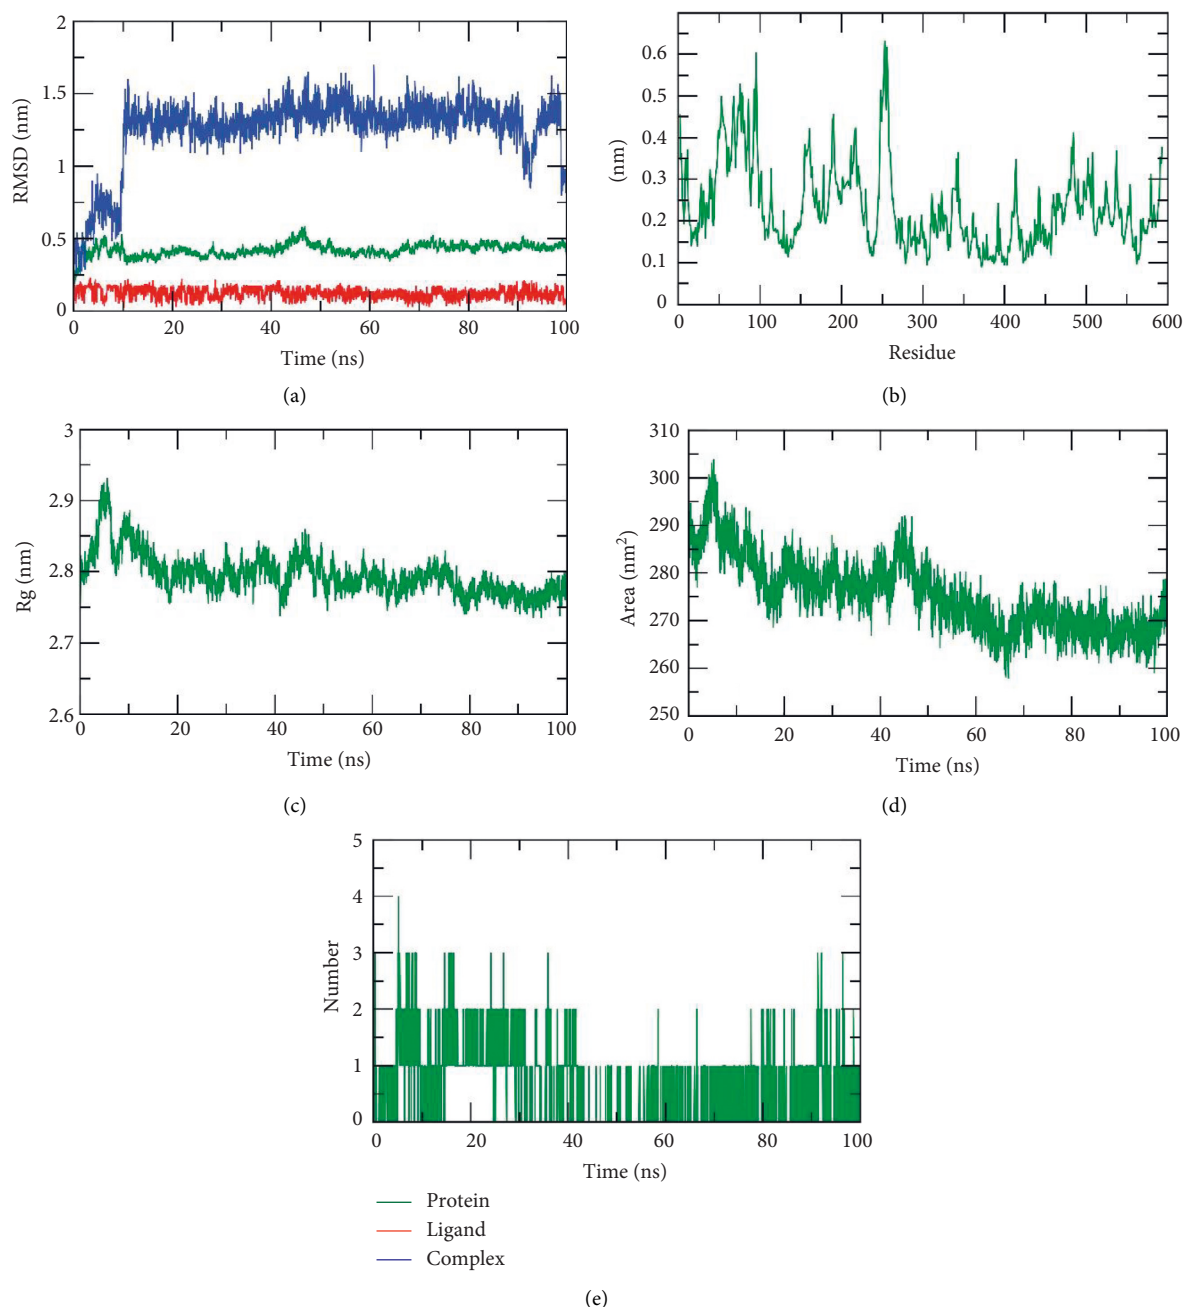 2
1.5
1
0.5
0
RMSD (nm)
0 20 40 60 80 100
Time (ns)
(a)
0.6
0.5
0.4
0.3
0.2
0.1
0
(nm)
0 100 200 300 400 500 600
Residue
(b)
3
2.9
2.8
2.7
2.6
Rg (nm)
0 20 40 60 80 100
Time (ns)
(c)
310
300
290
280
270
260
250
Area (nm²)
0 20 40 60 80 100
Time (ns)
(d)
5
4
3
2
1
0
Number
0 20 40 60 80 100
Time (ns)
Protein
Ligand
Complex
(e)